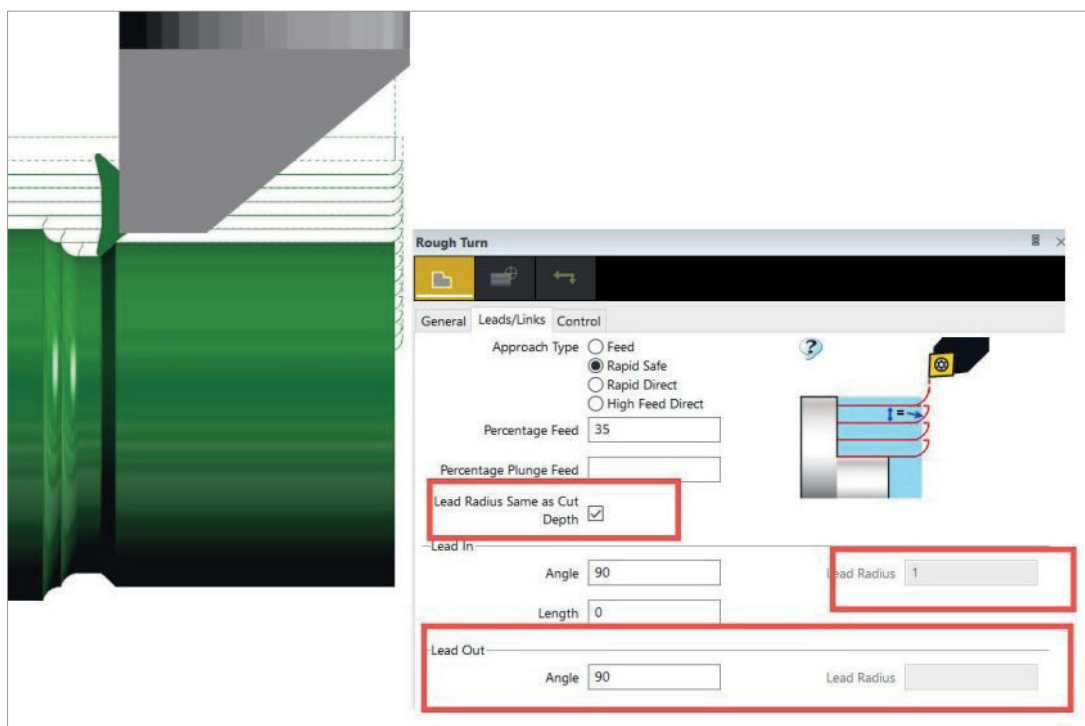 Rough Turn
General Leads/Links Control
Approach Type Feed
Rapid Safe
Rapid Direct
High Feed Direct
Percentage Feed 35
Percentage Plunge Feed
Lead Radius Same as Cut
Depth
Lead In
Angle 90 Lead Radius 1
Length 0
Lead Out
Angle 90 Lead Radius